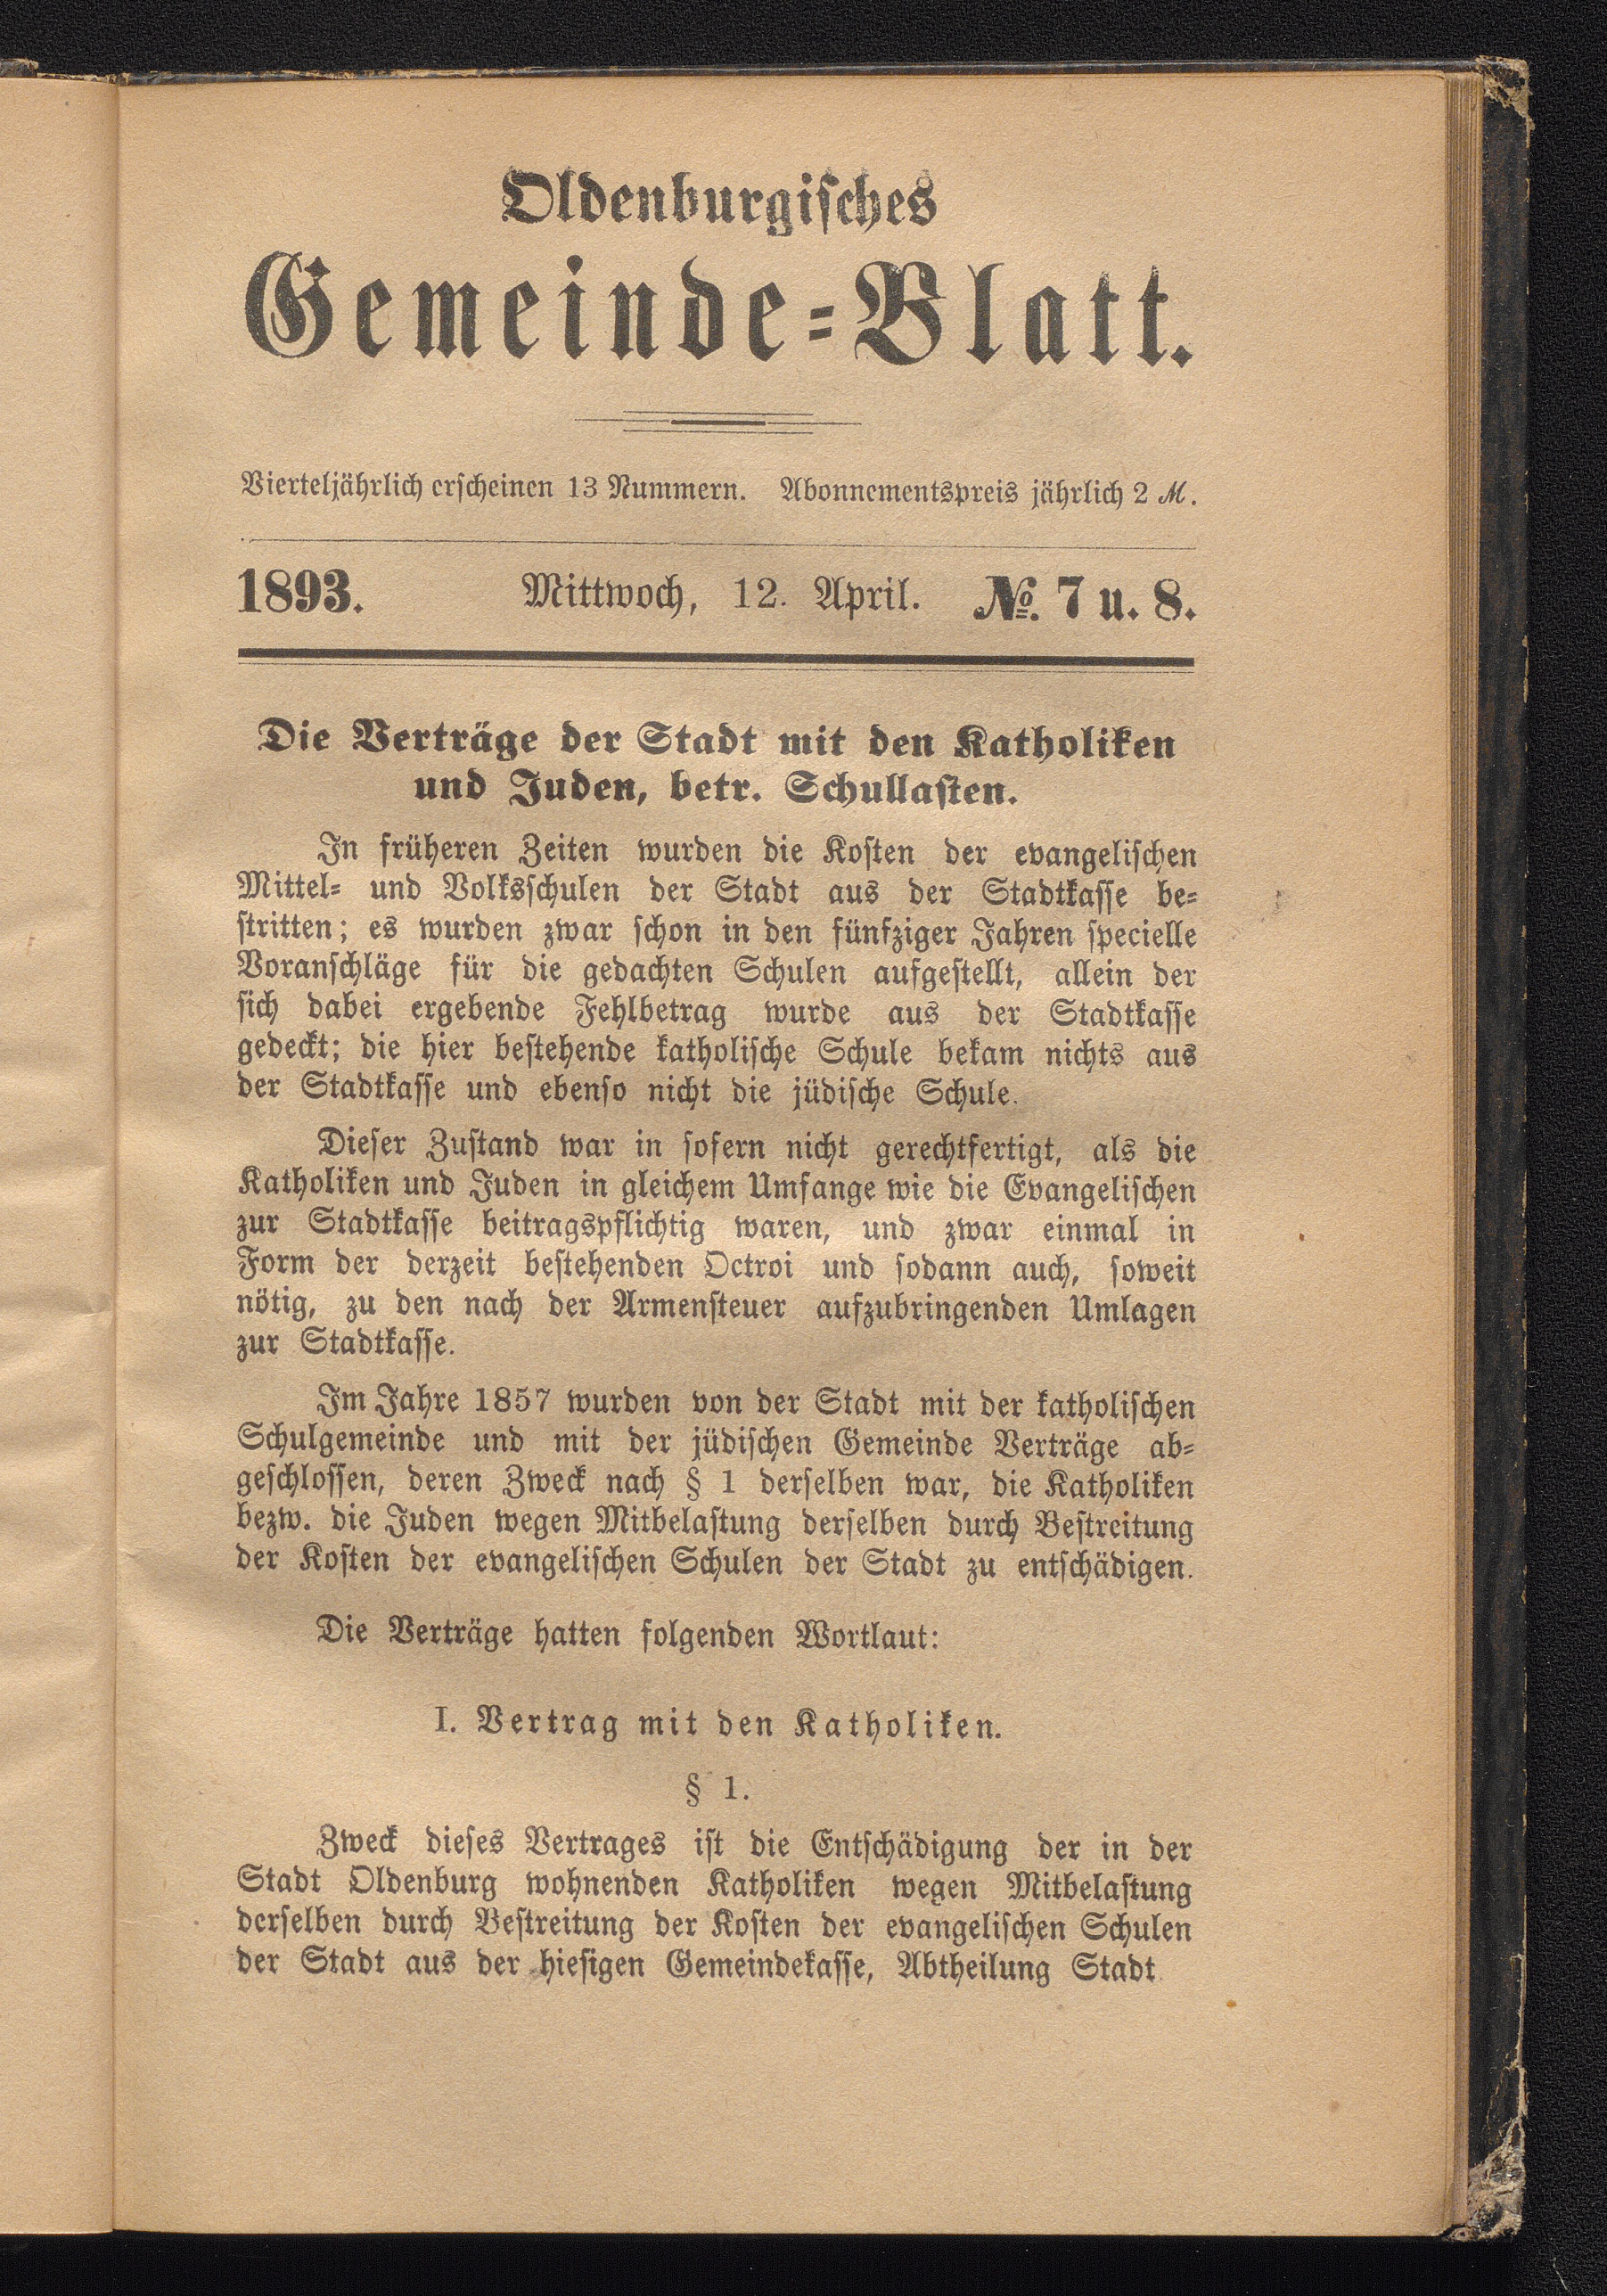 Oldenburgisches
Gemeinde-Blatt.
Vierteljährlich erscheinen 13 Nummern. Abonnementspreis jährlich 2 ℳ.
1893. Mittwoch, 12. April. №. 7 u. 8.
Die Verträge der Stadt mit den Katholiken
und Juden, betr. Schullasten.
In früheren Zeiten wurden die Kosten der evangelischen
Mittel- und Volksschulen der Stadt aus der Stadtkasse be-
stritten; es wurden zwar schon in den fünfziger Jahren specielle
Voranschläge für die gedachten Schulen aufgestellt, allein der
sich dabei ergebende Fehlbetrag wurde aus der Stadtkasse
gedeckt; die hier bestehende katholische Schule bekam nichts aus
der Stadtkasse und ebenso nicht die jüdische Schule.
Dieser Zustand war in sofern nicht gerechtfertigt, als die
Katholiken und Juden in gleichem Umfange wie die Evangelischen
zur Stadtkasse beitragspflichtig waren, und zwar einmal in
Form der derzeit bestehenden Octroi und sodann auch, soweit
nötig, zu den nach der Armensteuer aufzubringenden Umlagen
zur Stadtkasse.
Im Jahre 1857 wurden von der Stadt mit der katholischen
Schulgemeinde und mit der jüdischen Gemeinde Verträge ab-
geschlossen, deren Zweck nach § 1 derselben war, die Katholiken
bezw. die Juden wegen Mitbelastung derselben durch Bestreitung
der Kosten der evangelischen Schulen der Stadt zu entschädigen.
Die Verträge hatten folgenden Wortlaut:
I. Vertrag mit den Katholiken.
§ 1.
Zweck dieses Vertrages ist die Entschädigung der in der
Stadt Oldenburg wohnenden Katholiken wegen Mitbelastung
derselben durch Bestreitung der Kosten der evangelischen Schulen
der Stadt aus der hiesigen Gemeindekasse, Abtheilung Stadt